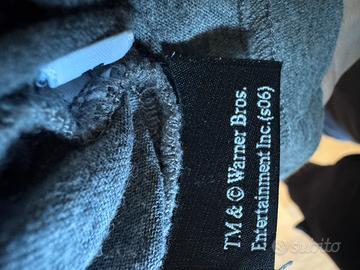 TM & © Warner Bros.
Entertainment Inc.(s06)
subito